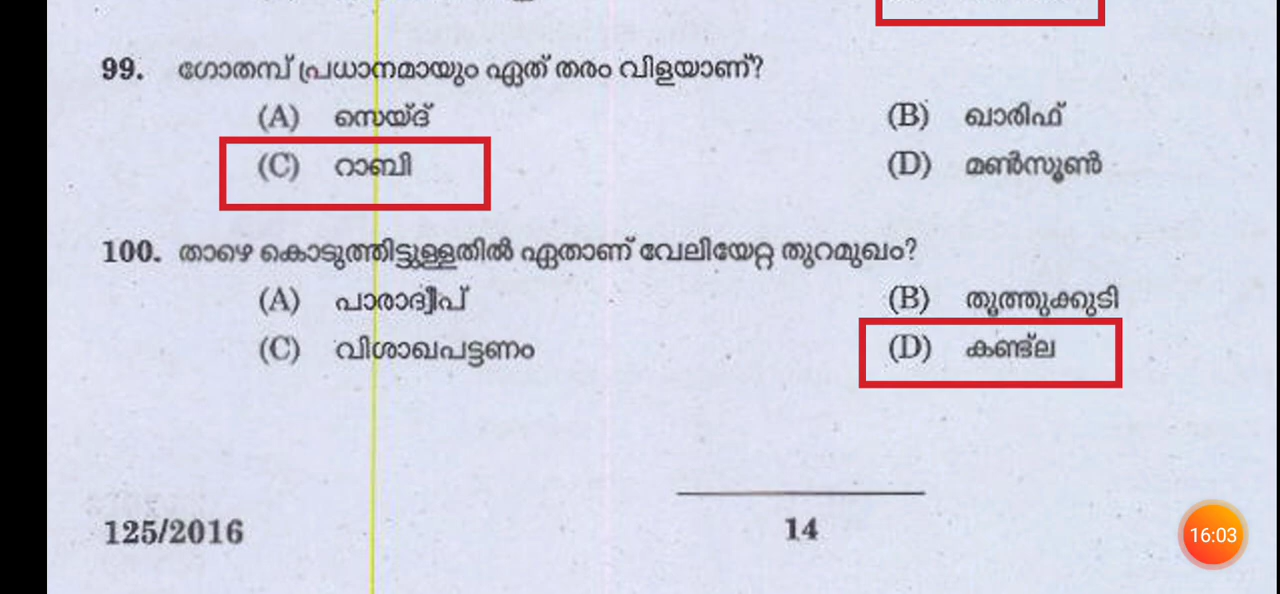 99. ഗോതമ്പ് പ്രധാനമായും ഏത് തരം വിളയാണ്?
(A) സെയ്ദ് (B) ഖാരിഫ്
(C) റാബി (D) മൺസൂൺ
100. താഴെ കൊടുത്തിട്ടുള്ളതിൽ ഏതാണ് വേലിയേറ്റ തുറമുഖം?
(A) പാരാദ്വീപ് (B) തൂത്തുക്കുടി
(C) വിശാഖപട്ടണം (D) കണ്ട്ല
125/2016 14
16:03